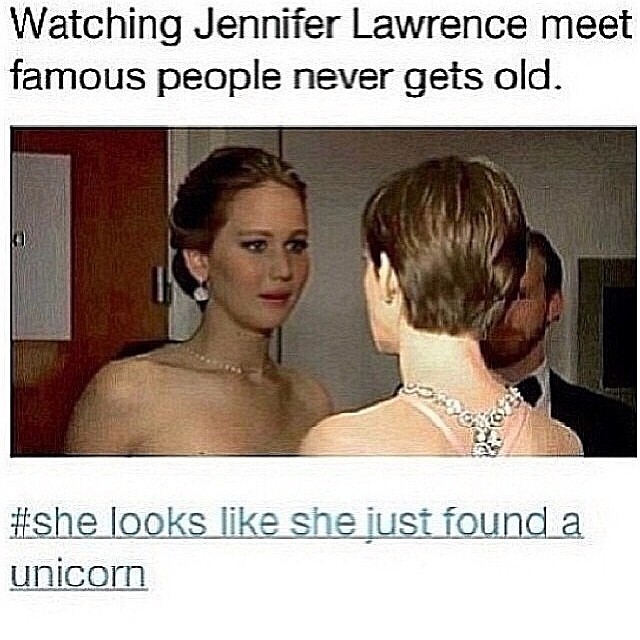 Watching Jennifer Lawrence meet
famous people never gets old.
#she looks like she just found a
unicorn